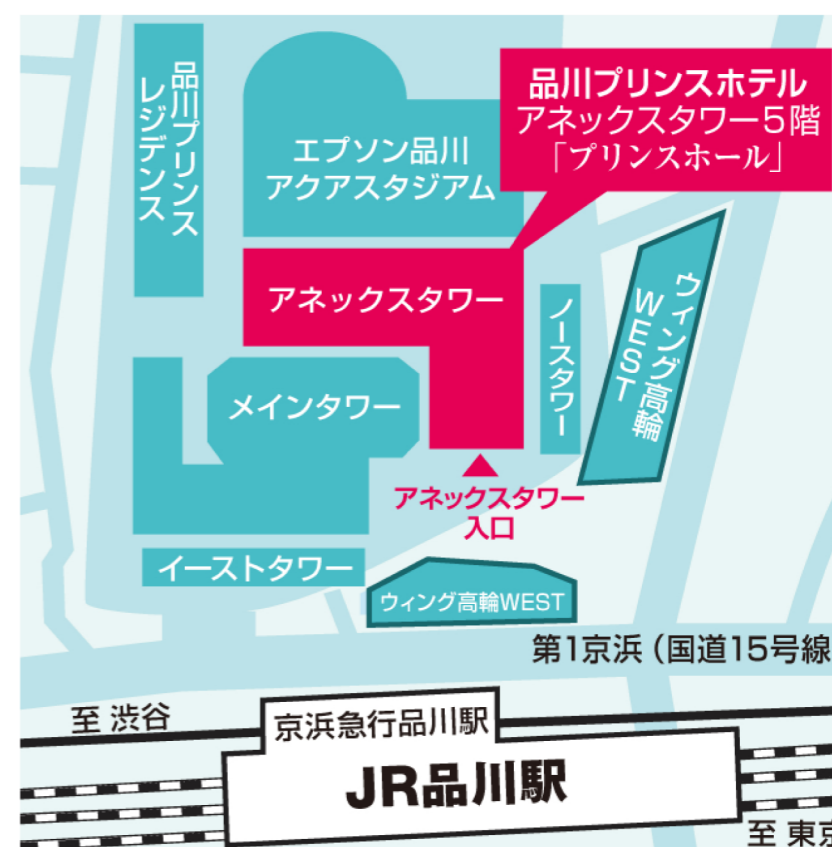 品川プリンスホテル
アネックスタワー5階
「プリンスホール」
品川プリンス
レジデンス
エプソン品川
アクアスタジアム
アネックスタワー
ノースタワー
ウィング高輪
WEST
メインタワー
アネックスタワー
入口
イーストタワー
ウィング高輪WEST
第1京浜（国道15号線
至 渋谷
京浜急行品川駅
JR品川駅
至 東京